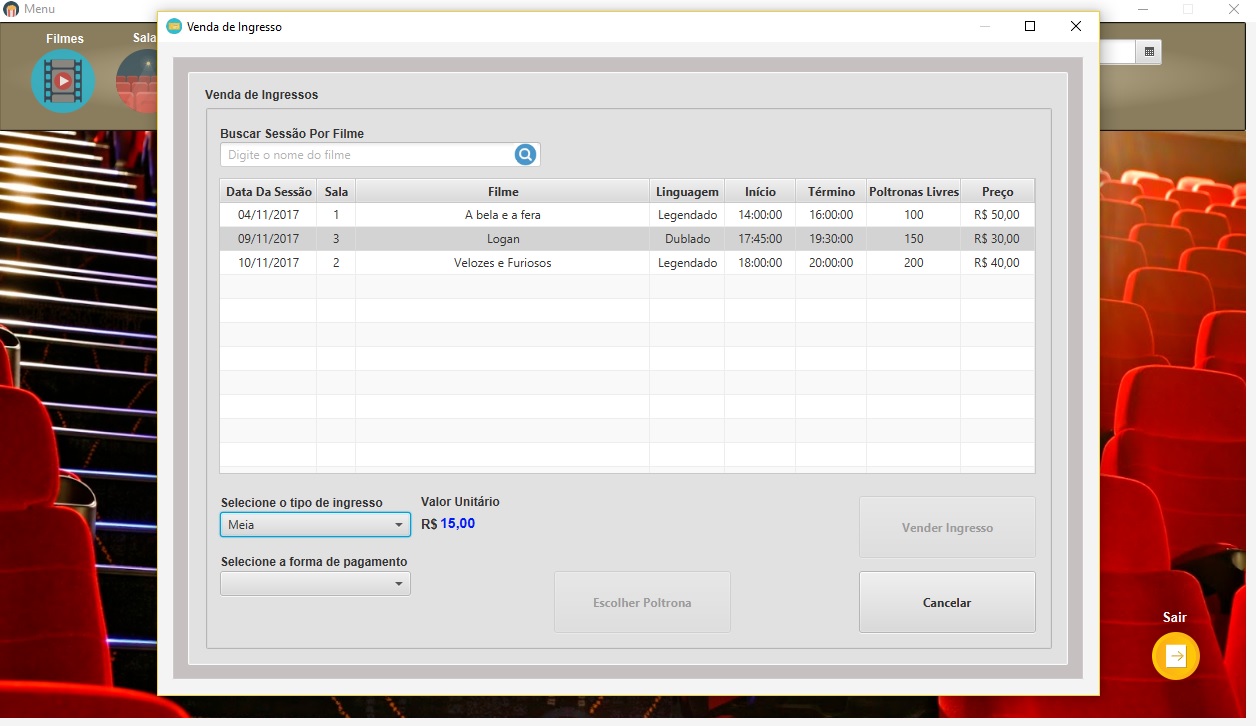 Menu
Filmes
Sala
Venda de Ingresso
Venda de Ingressos
Buscar Sessão Por Filme
Digite o nome do filme
Data Da Sessão Sala Filme Linguagem Início Término Poltronas Livres Preço
04/11/2017 1 A bela e a fera Legendado 14:00:00 16:00:00 100 R$ 50,00
09/11/2017 3 Logan Dublado 17:45:00 19:30:00 150 R$ 30,00
10/11/2017 2 Velozes e Furiosos Legendado 18:00:00 20:00:00 200 R$ 40,00
Selecione o tipo de ingresso Valor Unitário
Meia R$ 15,00
Vender Ingresso
Selecione a forma de pagamento
Escolher Poltrona
Cancelar
Sair